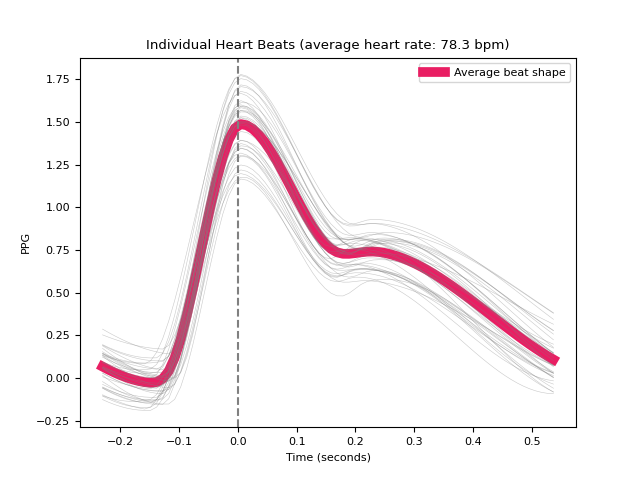 Individual Heart Beats (average heart rate: 78.3 bpm)
Average beat shape
1.75
1.50
1.25
1.00
0.75
0.50
0.25
0.00
−0.25
PPG
−0.2 −0.1 0.0 0.1 0.2 0.3 0.4 0.5
Time (seconds)